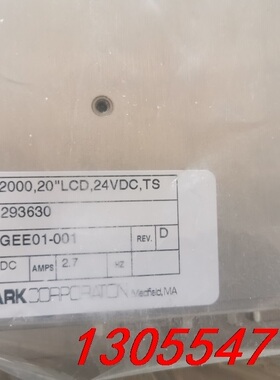 2000,20"LCD,24VDC,TS
293630
GEE01-001 REV. D
DC AMPS 2.7 HZ
ARK CORPORATION Medfield, MA
1305547